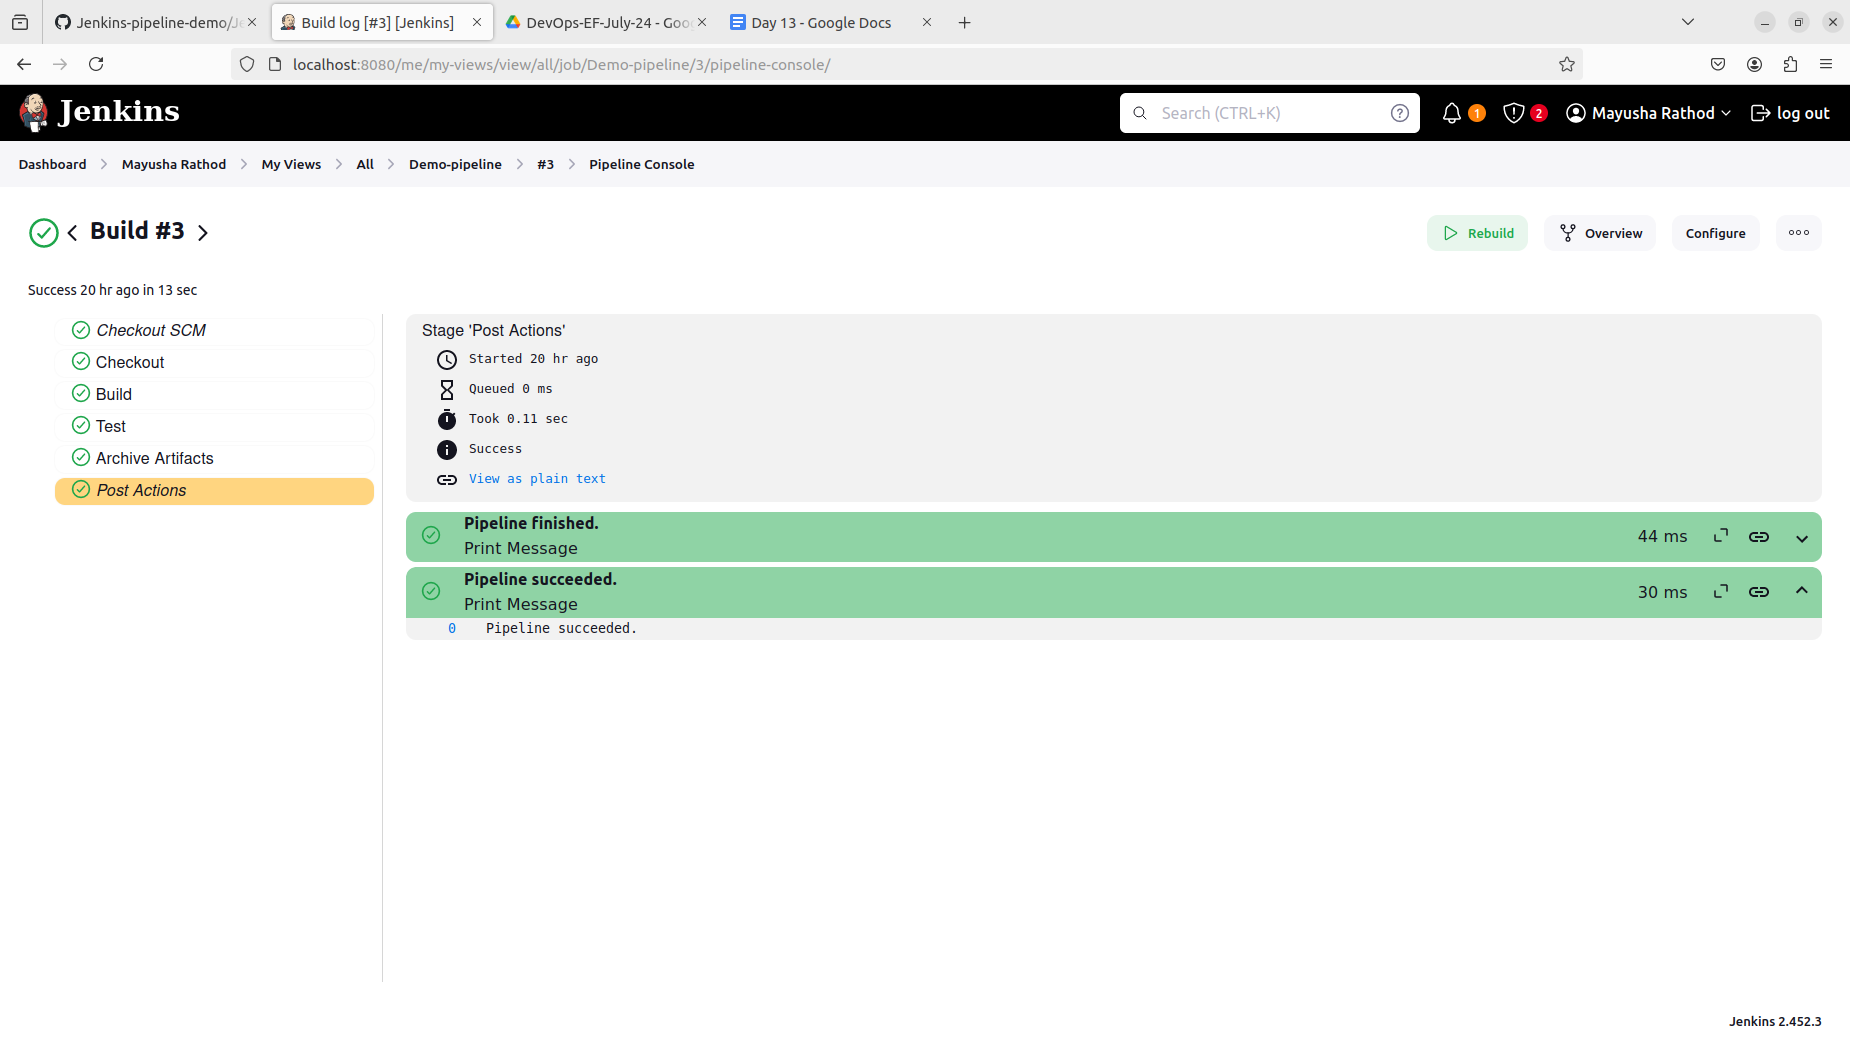 Jenkins-pipeline-demo/Je
Build log [#3] [Jenkins]
DevOps-EF-July-24 - Goo
Day 13 - Google Docs
localhost:8080/me/my-views/view/all/job/Demo-pipeline/3/pipeline-console/
Jenkins
Search (CTRL+K)
?
1
2
Mayusha Rathod
log out
Dashboard > Mayusha Rathod > My Views > All > Demo-pipeline > #3 > Pipeline Console
Build #3
Rebuild
Overview
Configure
Success 20 hr ago in 13 sec
Checkout SCM
Checkout
Build
Test
Archive Artifacts
Post Actions
Stage 'Post Actions'
Started 20 hr ago
Queued 0 ms
Took 0.11 sec
Success
View as plain text
Pipeline finished.
Print Message
44 ms
Pipeline succeeded.
Print Message
30 ms
0 Pipeline succeeded.
Jenkins 2.452.3